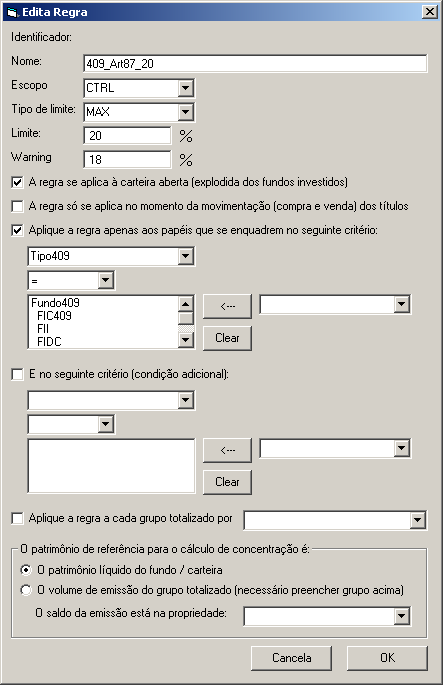 Edita Regra
Identificador:
Nome: 409_Art87_20
Escopo CTRL
Tipo de limite: MAX
Limite: 20 %
Warning 18 %
A regra se aplica à carteira aberta (explodida dos fundos investidos)
A regra só se aplica no momento da movimentação (compra e venda) dos títulos
Aplique a regra apenas aos papéis que se enquadrem no seguinte critério:
Tipo409
=
Fundo409
FIC409 <---
FII
FIDC Clear
E no seguinte critério (condição adicional):
<---
Clear
Aplique a regra a cada grupo totalizado por
O patrimônio de referência para o cálculo de concentração é:
O patrimônio líquido do fundo / carteira
O volume de emissão do grupo totalizado (necessário preencher grupo acima)
O saldo da emissão está na propriedade:
Cancela OK